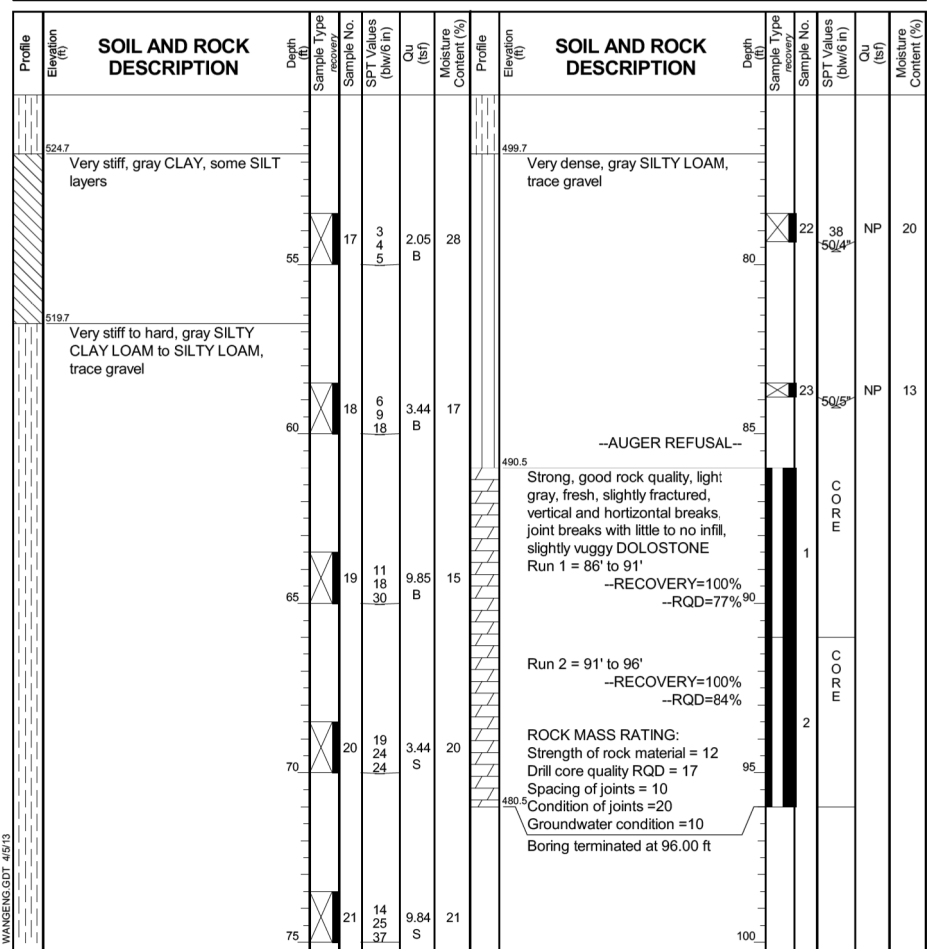 Profile
Elevation
(ft)
SOIL AND ROCK
DESCRIPTION
Depth
(ft)
Sample Type
recovery
Sample No.
SPT Values
(blw/6 in)
Qu
(tsf)
Moisture
Content (%)
524.7
Very stiff, gray CLAY, some SILT
layers
17
3
4
5
2.05
B
28
55
519.7
Very stiff to hard, gray SILTY
CLAY LOAM to SILTY LOAM,
trace gravel
18
6
9
18
3.44
B
17
60
19
11
18
30
9.85
B
15
65
20
19
24
24
3.44
S
20
70
21
14
25
37
9.84
S
21
75
WANGENG.GDT 4/5/13
Profile
Elevation
(ft)
SOIL AND ROCK
DESCRIPTION
Depth
(ft)
Sample Type
recovery
Sample No.
SPT Values
(blw/6 in)
Qu
(tsf)
Moisture
Content (%)
499.7
Very dense, gray SILTY LOAM,
trace gravel
22
38
50/4"
NP
20
80
23
50/5"
NP
13
85
--AUGER REFUSAL--
490.5
Strong, good rock quality, light
gray, fresh, slightly fractured,
vertical and hortizontal breaks,
joint breaks with little to no infill,
slightly vuggy DOLOSTONE
Run 1 = 86' to 91'
--RECOVERY=100%
--RQD=77%
90
1
CORE
Run 2 = 91' to 96'
--RECOVERY=100%
--RQD=84%
2
CORE
ROCK MASS RATING:
Strength of rock material = 12
Drill core quality RQD = 17
95
Spacing of joints = 10
480.5
Condition of joints =20
Groundwater condition =10
Boring terminated at 96.00 ft
100